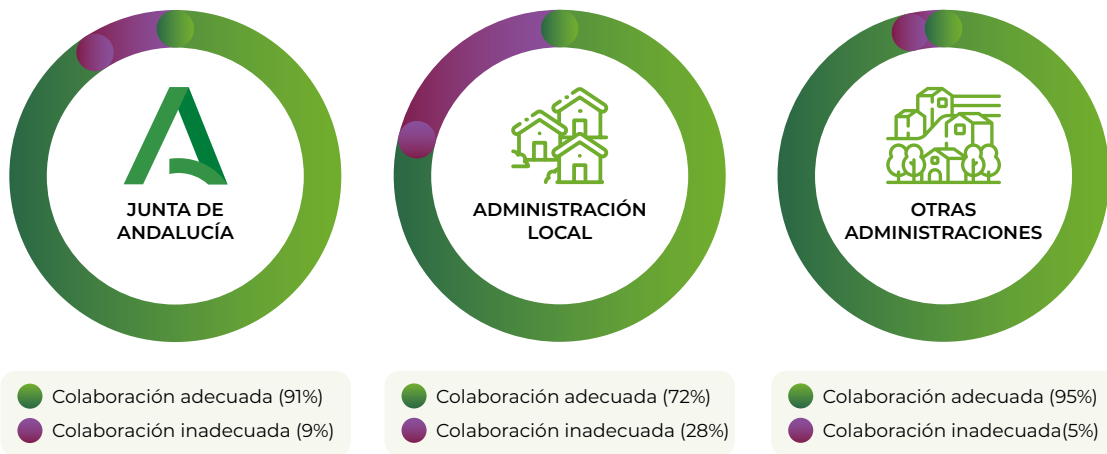 JUNTA DE
ANDALUCÍA
Colaboración adecuada (91%)
Colaboración inadecuada (9%)
ADMINISTRACIÓN
LOCAL
Colaboración adecuada (72%)
Colaboración inadecuada (28%)
OTRAS
ADMINISTRACIONES
Colaboración adecuada (95%)
Colaboración inadecuada(5%)